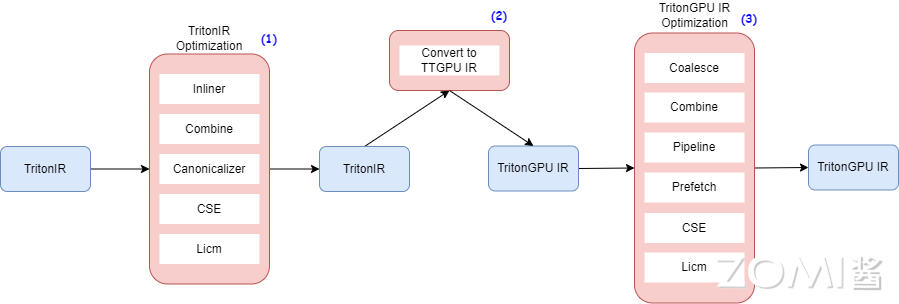 TritonIR
TritonIR
Optimization
(1)
Inliner
Combine
Canonicalizer
CSE
Licm
TritonIR
(2)
Convert to
TTGPU IR
TritonGPU IR
TritonGPU IR
Optimization
(3)
Coalesce
Combine
Pipeline
Prefetch
CSE
Licm
TritonGPU IR
ZOMI酱